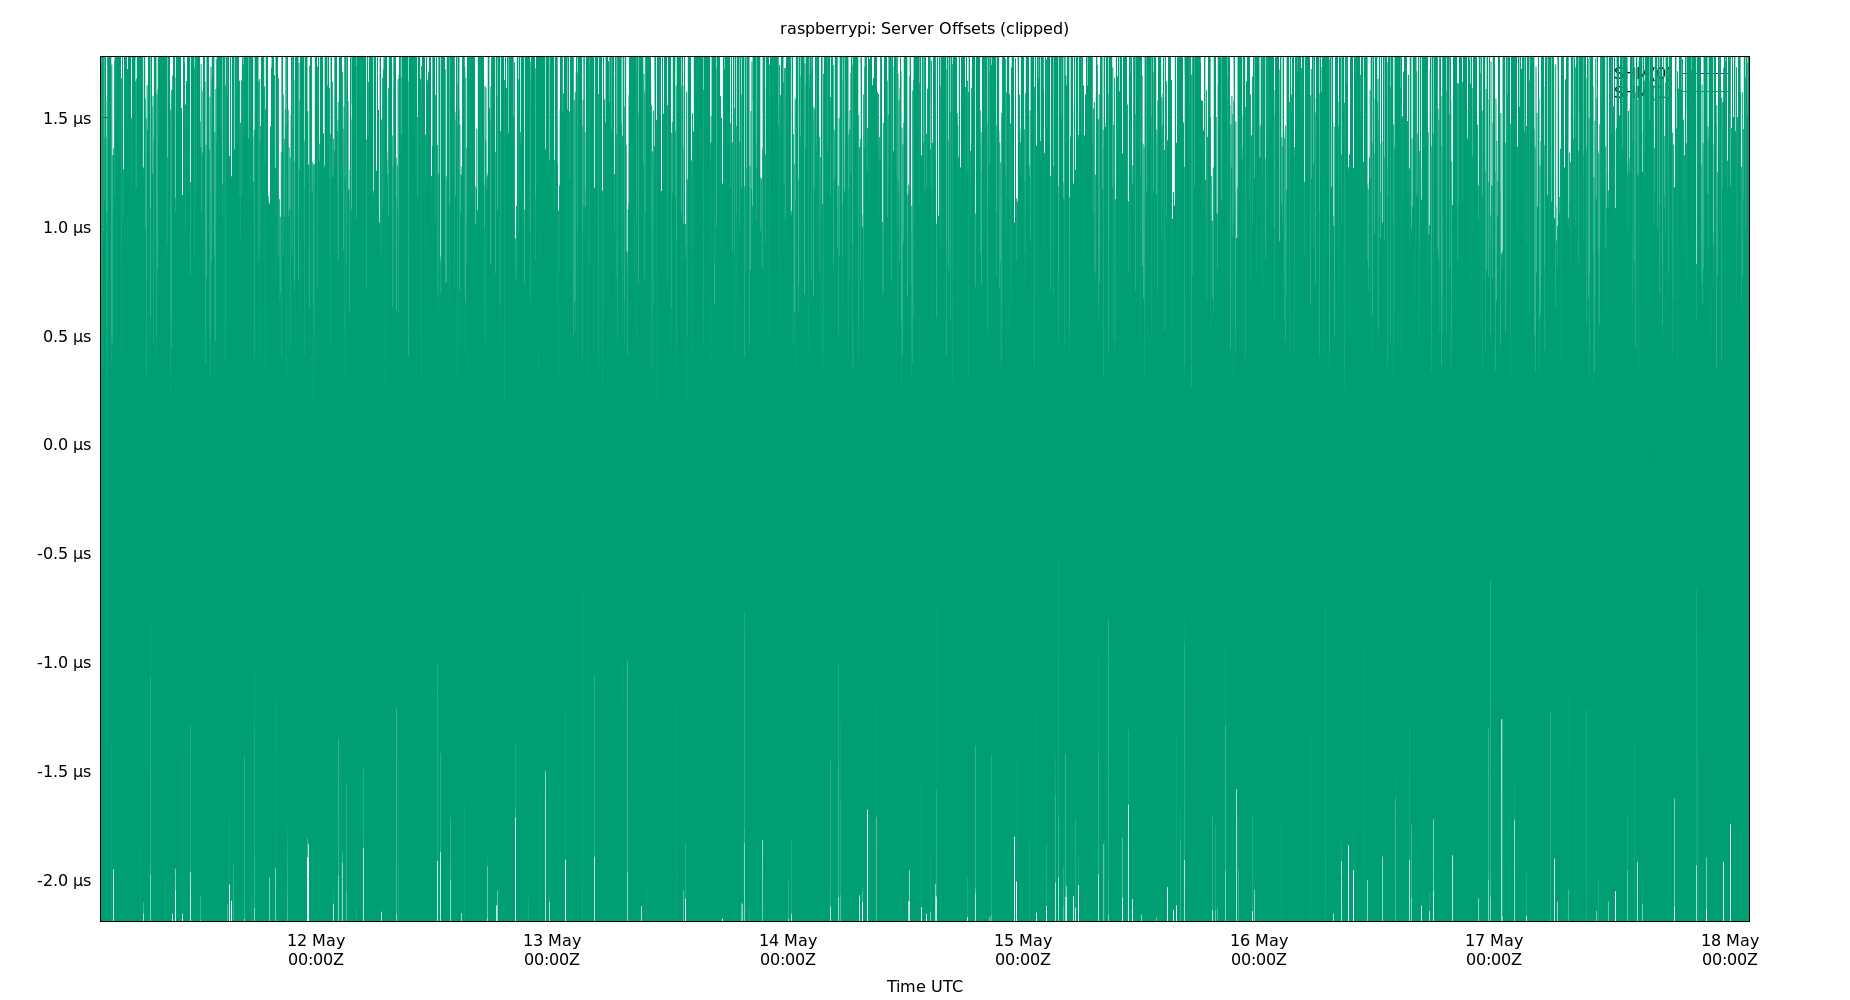 raspberrypi: Server Offsets (clipped)
1.5 µs
1.0 µs
0.5 µs
0.0 µs
-0.5 µs
-1.0 µs
-1.5 µs
-2.0 µs
12 May
00:00Z
13 May
00:00Z
14 May
00:00Z
15 May
00:00Z
16 May
00:00Z
17 May
00:00Z
18 May
00:00Z
Time UTC